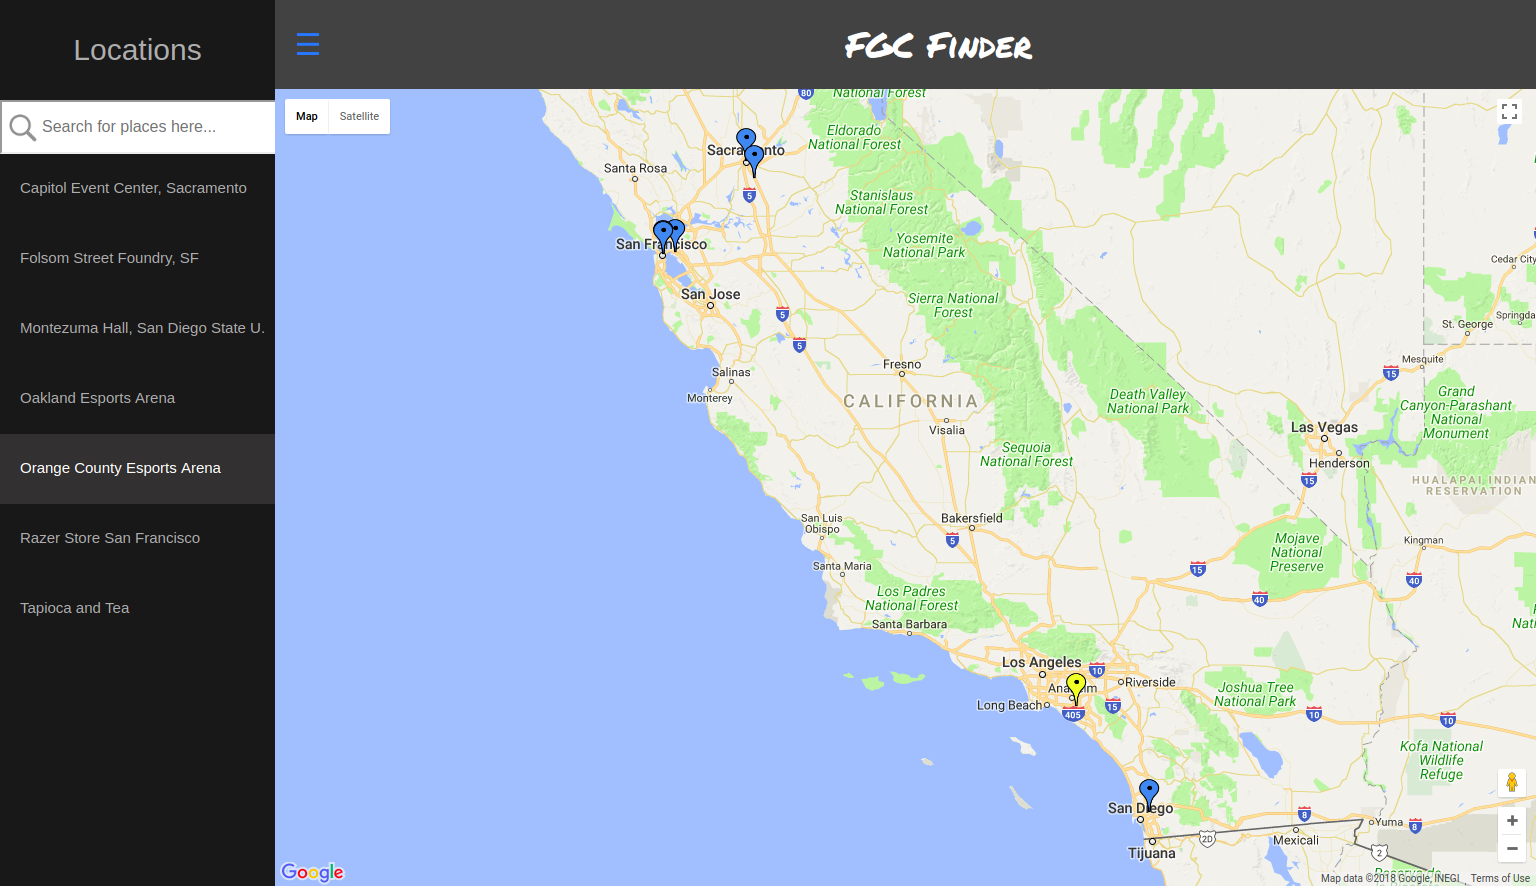 Locations
FGC Finder
Search for places here...
Capitol Event Center, Sacramento
Folsom Street Foundry, SF
Montezuma Hall, San Diego State U.
Oakland Esports Arena
Orange County Esports Arena
Razer Store San Francisco
Tapioca and Tea
Map
Satellite
80
National Forest
Eldorado
National Forest
Santa Rosa
5
Stanislaus
National Forest
Yosemite
National Park
San Jose
Sierra National
Forest
5
5
Cedar City
Springda
St. George
Mesquite
15
Fresno
Salinas
Monterey
CALIFORNIA
Visalia
Death Valley
National Park
Grand
Canyon-Parashant
National
Monument
Las Vegas
Henderson
15
Sequoia
National Forest
HUALAPAI INDIAN
RESERVATION
San Luis
Obispo
Bakersfield
5
Mojave
National
Preserve
Kingman
Santa Maria
15
40
40
Los Padres
National Forest
Santa Barbara
Los Angeles
10
Riverside
Long Beach
405
15
Joshua Tree
National Park
10
10
Kofa National
Wildlife
Refuge
San Diego
8
Yuma
8
2D
Mexicali
2
Tijuana
Google
Map data ©2018 Google, INEGI
Terms of Use